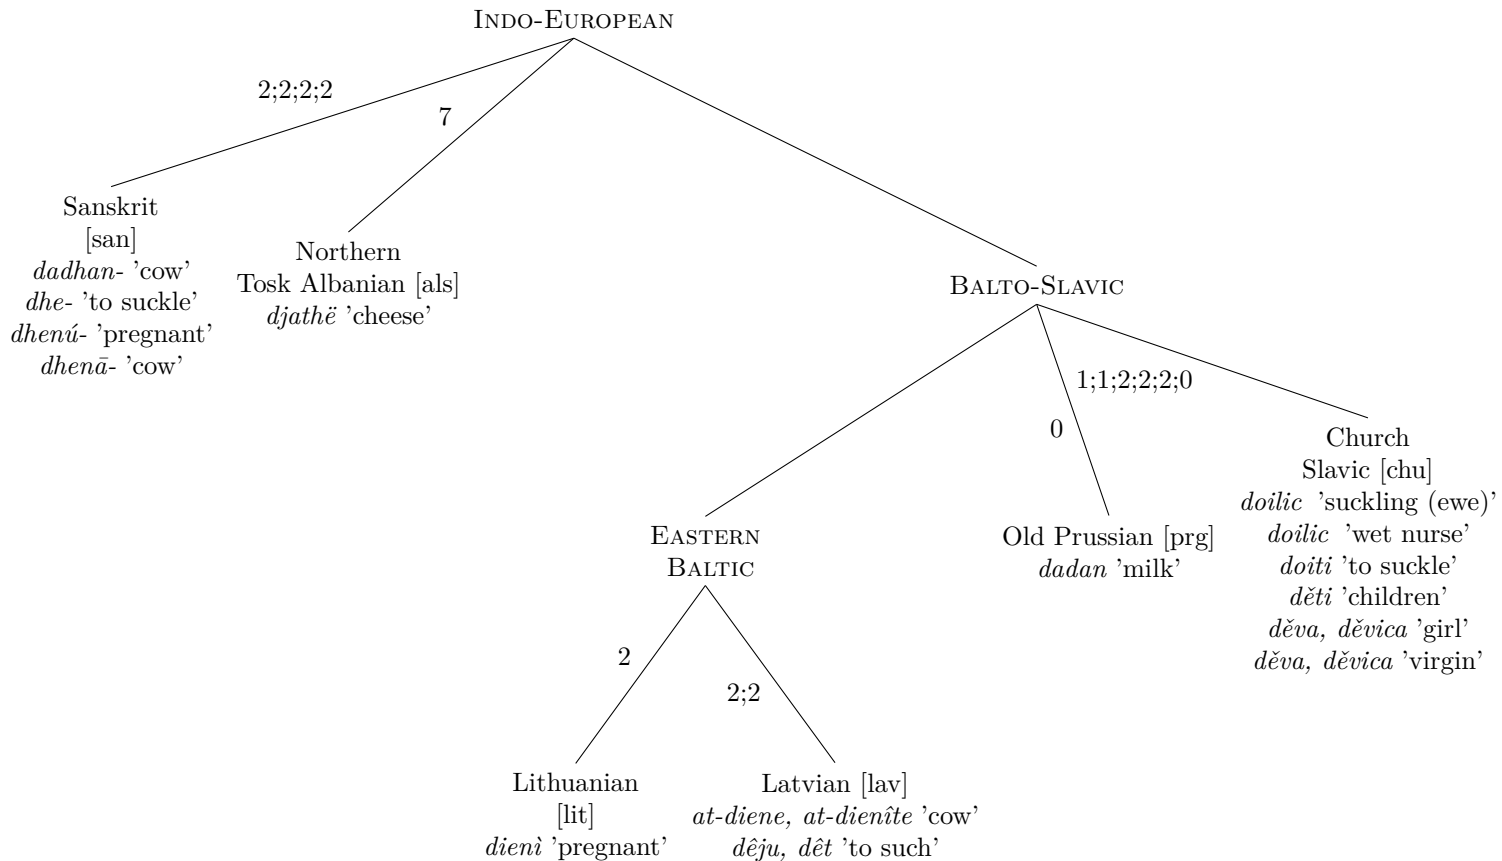 INDO-EUROPEAN
2;2;2;2
7
Sanskrit
[san]
dadhan- 'cow'
dhe- 'to suckle'
dhenú- 'pregnant'
dhenā- 'cow'
Northern
Tosk Albanian [als]
djathë 'cheese'
BALTO-SLAVIC
1;1;2;2;2;0
0
Church
Slavic [chu]
doilic 'suckling (ewe)'
doilic 'wet nurse'
doiti 'to suckle'
děti 'children'
děva, děvica 'girl'
děva, děvica 'virgin'
EASTERN
BALTIC
Old Prussian [prg]
dadan 'milk'
2
2;2
Lithuanian
[lit]
dienì 'pregnant'
Latvian [lav]
at-diene, at-dienîte 'cow'
dêju, dêt 'to such'